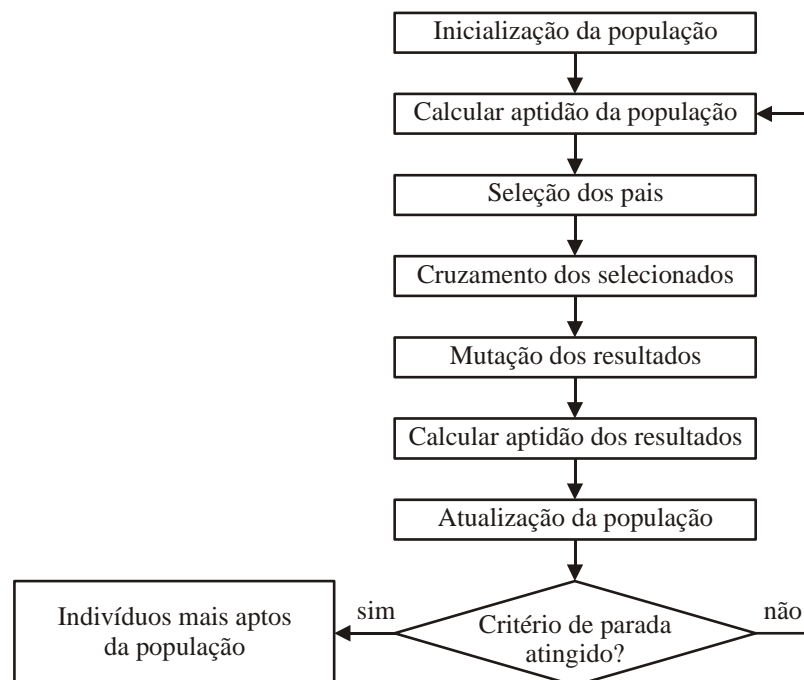 Inicialização da população
Calcular aptidão da população
Seleção dos pais
Cruzamento dos selecionados
Mutação dos resultados
Calcular aptidão dos resultados
Atualização da população
Indivíduos mais aptos
da população
sim
Critério de parada
atingido?
não